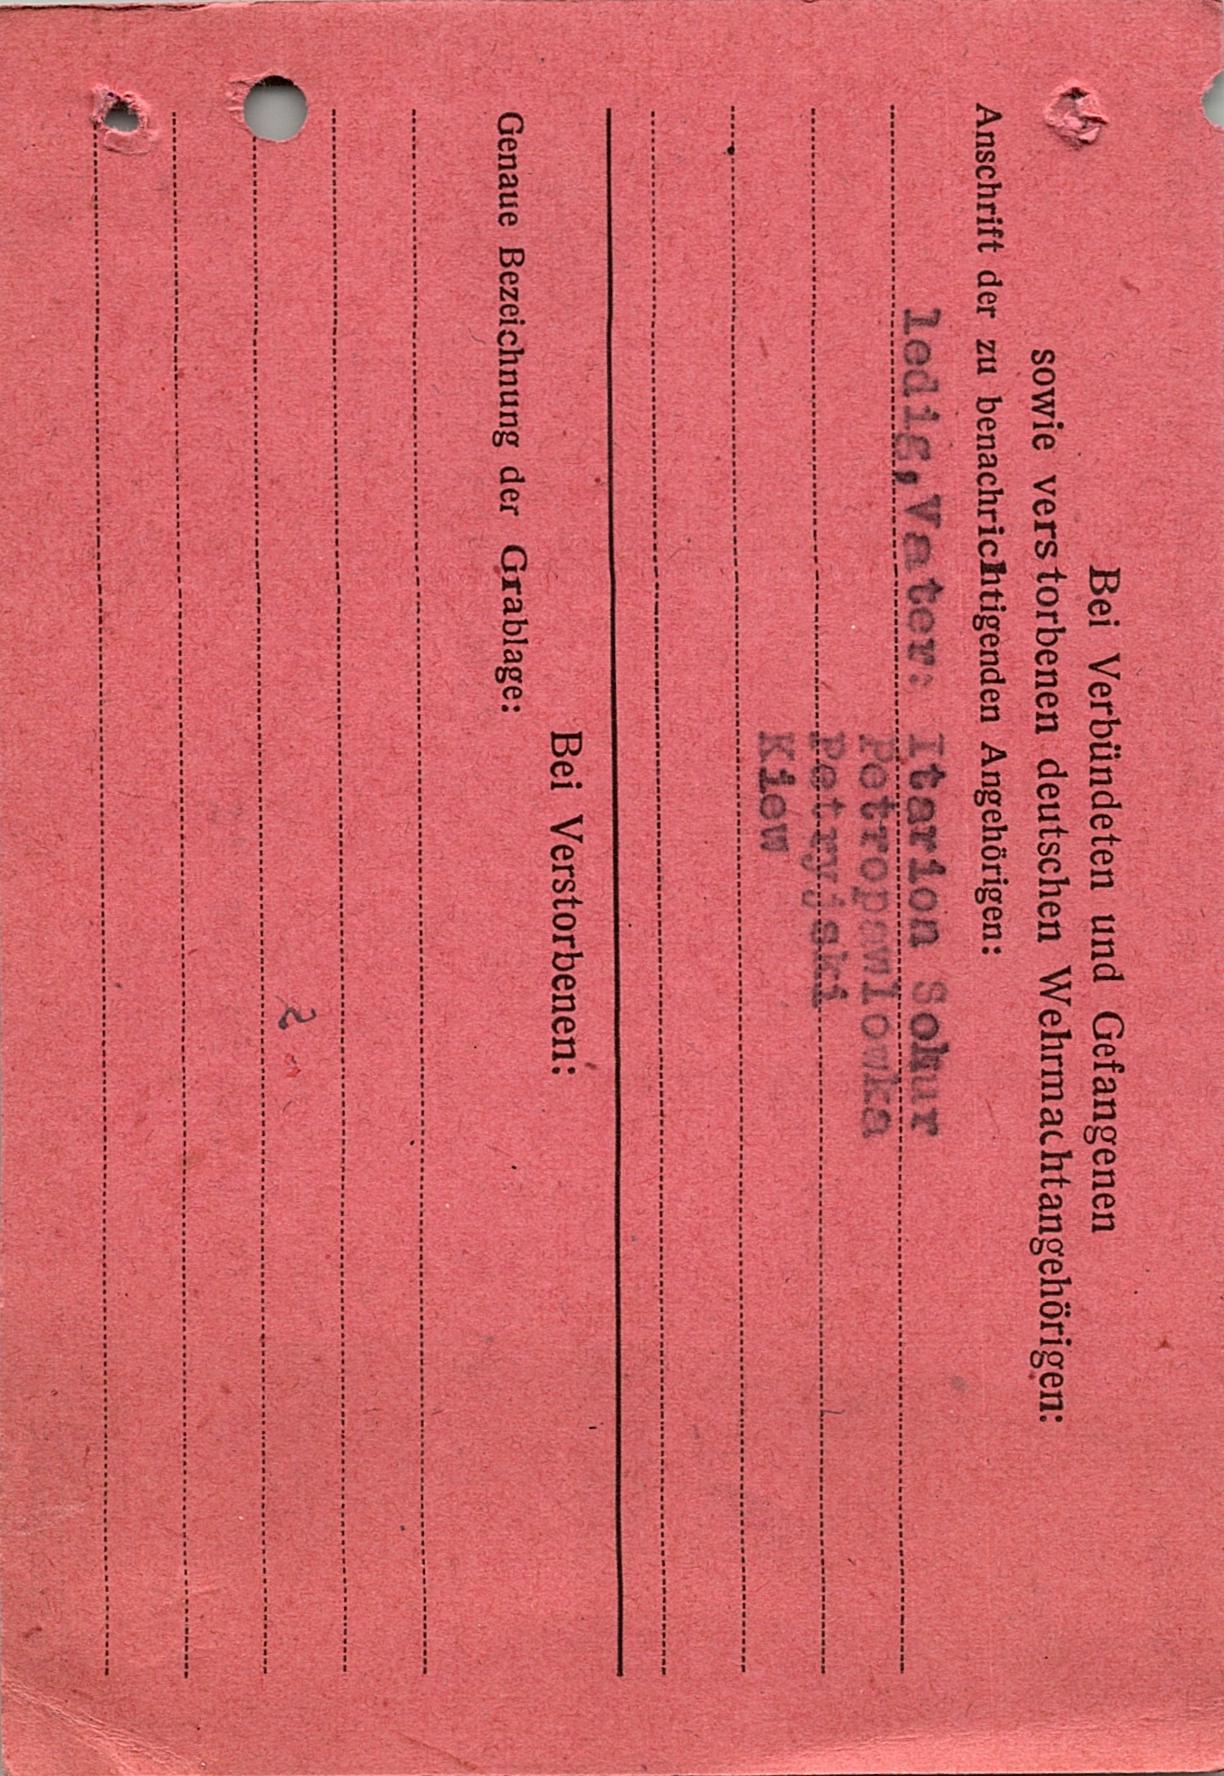 Bei Verbündeten und Gefangenen
sowie verstorbenen deutschen Wehrmachtangehörigen:
Anschrift der zu benachrichtigenden Angehörigen:
ledig, Vater: Itarion Sokur
Petropawlowka
Petryjski
Kiew
Bei Verstorbenen:
Genaue Bezeichnung der Grablage: